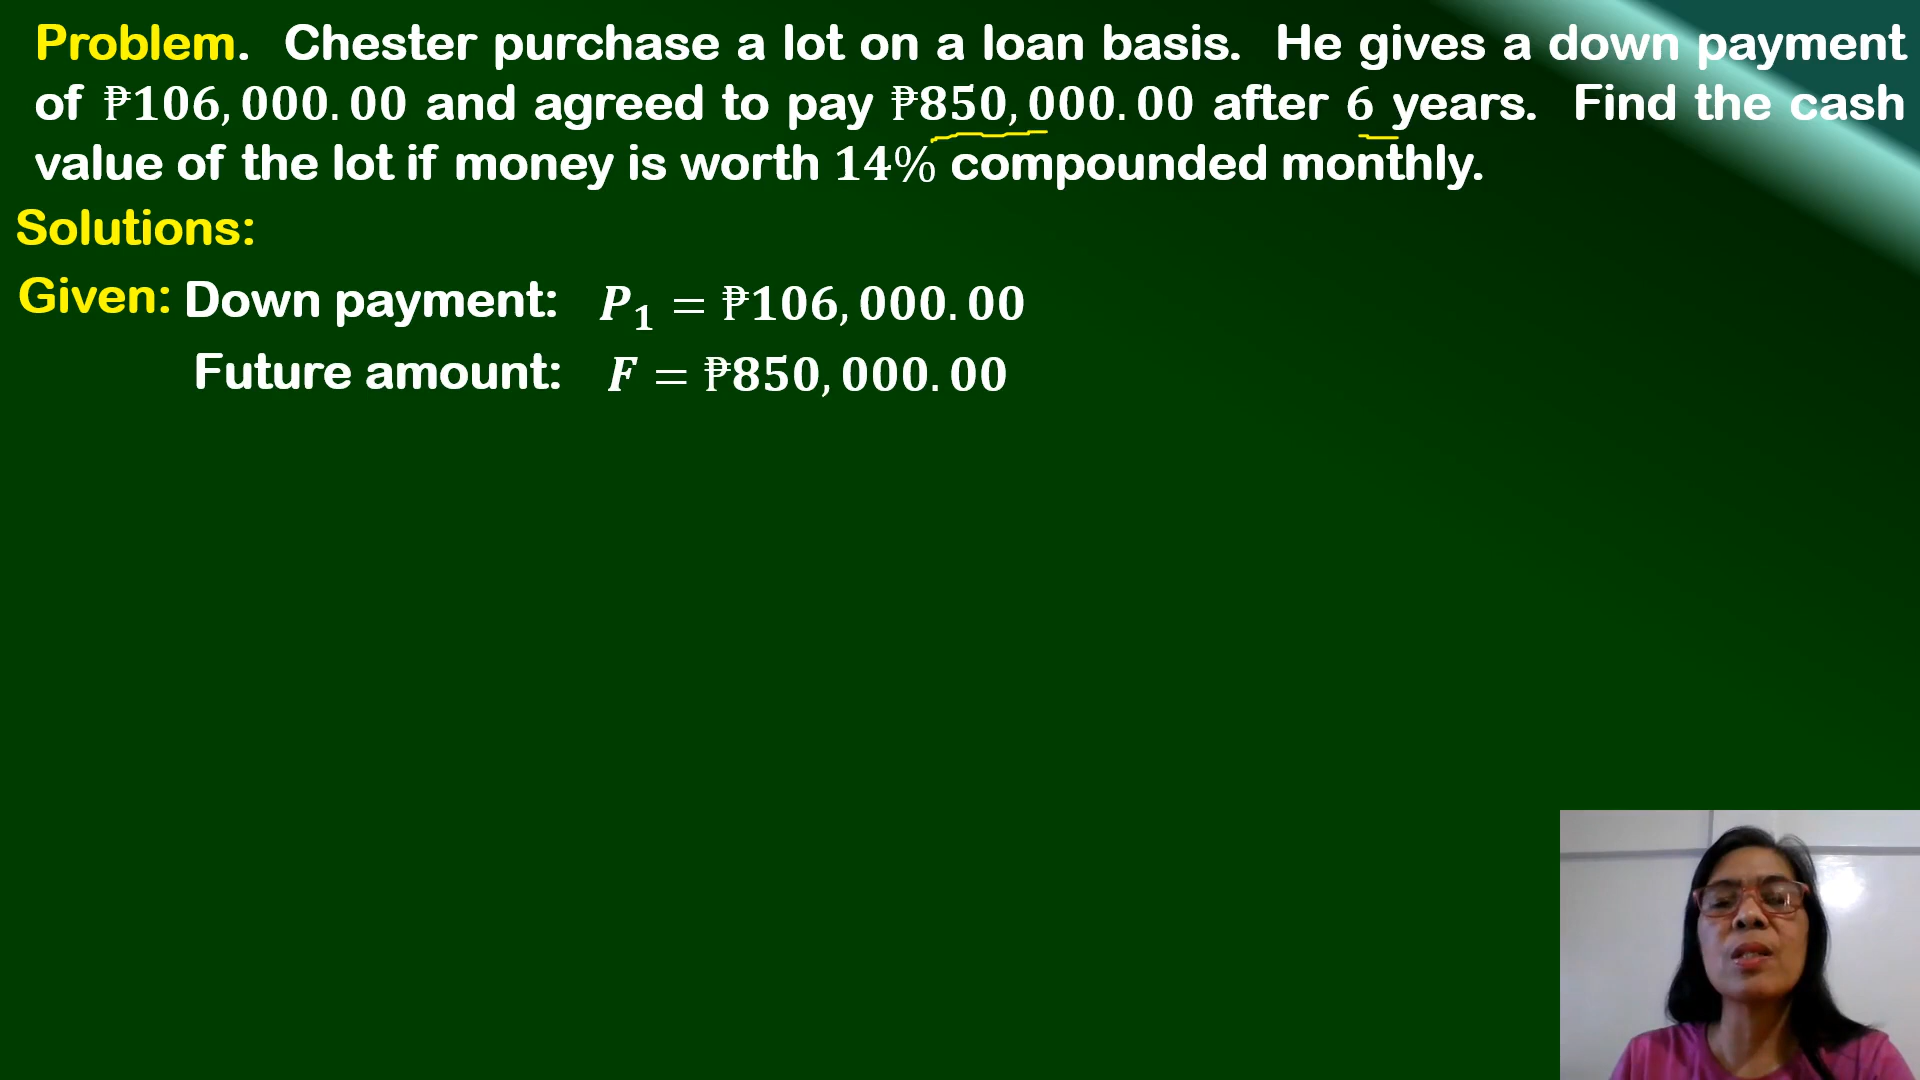 Problem. Chester purchase a lot on a loan basis. He gives a down payment
of ₱106,000.00 and agreed to pay ₱850,000.00 after 6 years. Find the cash
value of the lot if money is worth 14% compounded monthly.
Solutions:
Given: Down payment: P₁ = ₱106,000.00
Future amount: F = ₱850,000.00